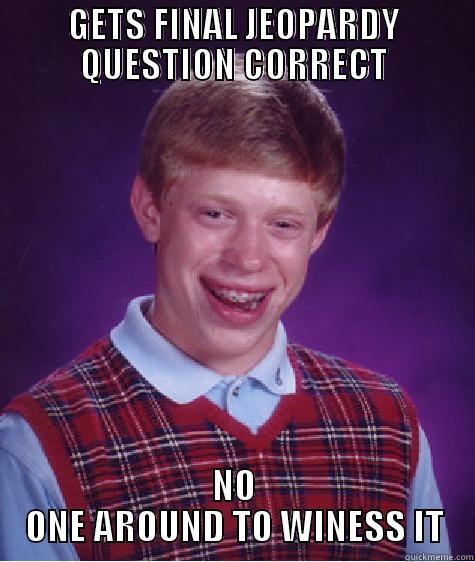 GETS FINAL JEOPARDY
QUESTION CORRECT
NO
ONE AROUND TO WINESS IT
quickmeme.com